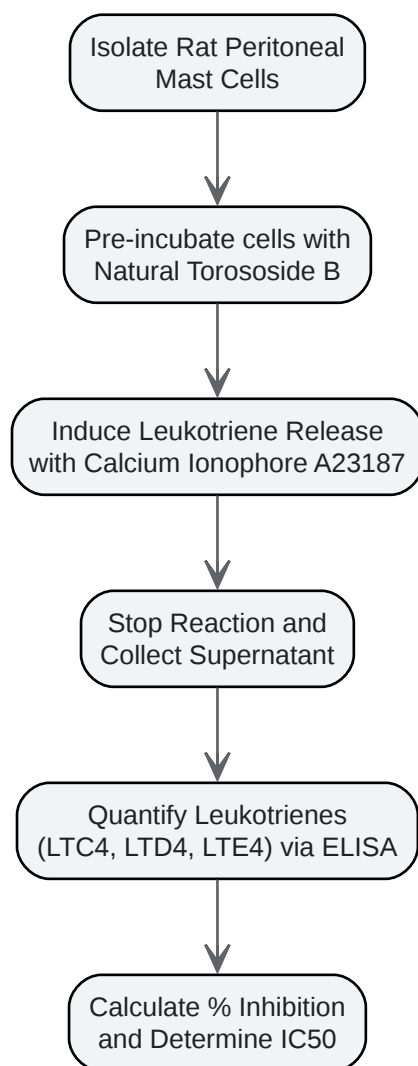 Isolate Rat Peritoneal
Mast Cells
Pre-incubate cells with
Natural Torososide B
Induce Leukotriene Release
with Calcium Ionophore A23187
Stop Reaction and
Collect Supernatant
Quantify Leukotrienes
(LTC4, LTD4, LTE4) via ELISA
Calculate % Inhibition
and Determine IC50